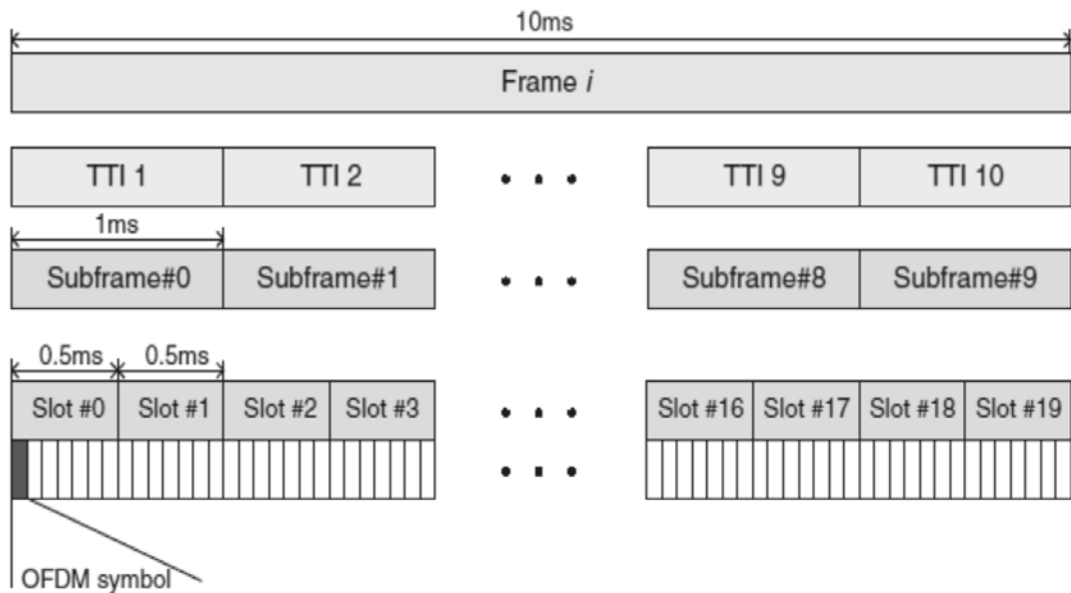 10ms
Frame i
TTI 1 TTI 2 • • • TTI 9 TTI 10
1ms
Subframe#0 Subframe#1 • • • Subframe#8 Subframe#9
0.5ms 0.5ms
Slot #0 Slot #1 Slot #2 Slot #3 • • • Slot #16 Slot #17 Slot #18 Slot #19
• • •
OFDM symbol